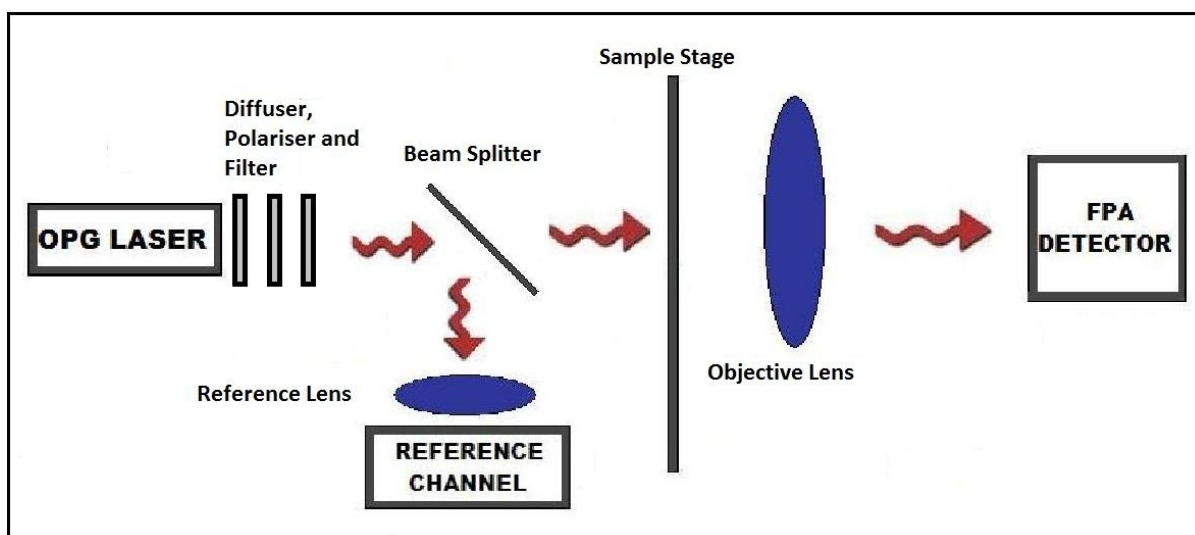 Sample Stage
Diffuser,
Polariser and
Filter
Beam Splitter
OPG LASER
FPA
DETECTOR
Reference Lens
Objective Lens
REFERENCE
CHANNEL